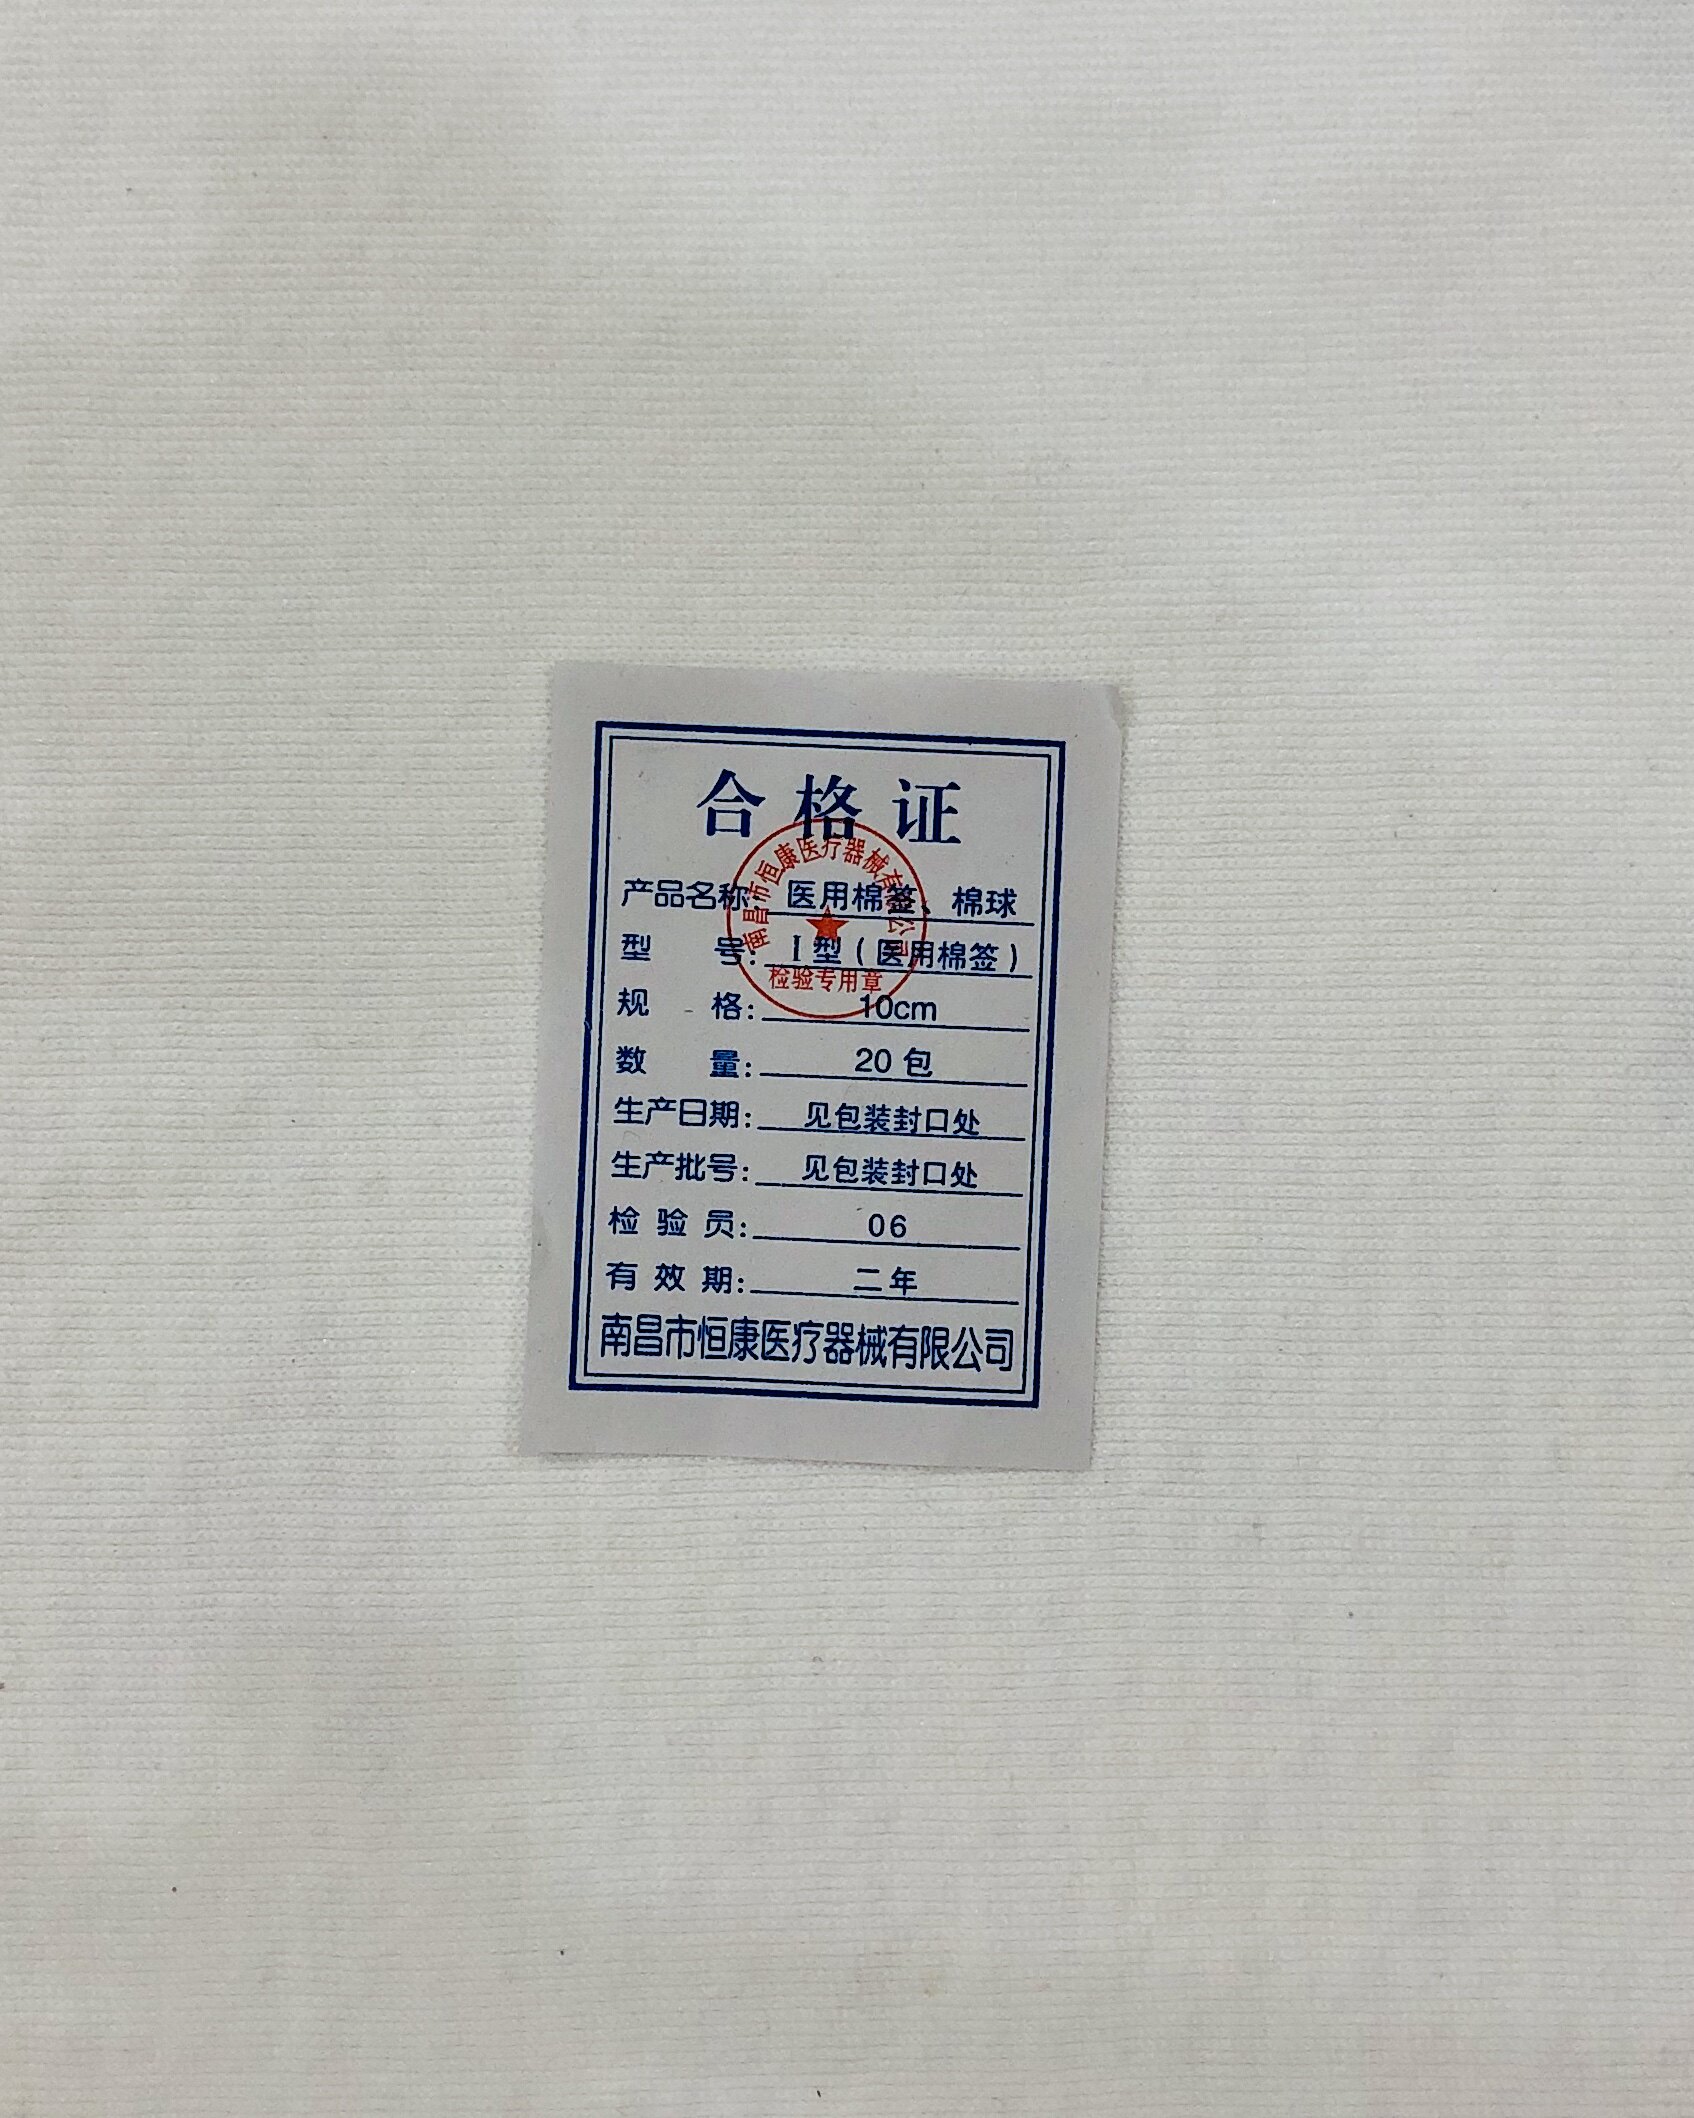 合格证
产品名称：医用棉签、棉球
型 号：Ⅰ型（医用棉签）
规 格：10cm
数 量：20 包
生产日期：见包装封口处
生产批号：见包装封口处
检 验 员：06
有 效 期：二年
南昌市恒康医疗器械有限公司
南昌市恒康医疗器械有限公司
检验专用章